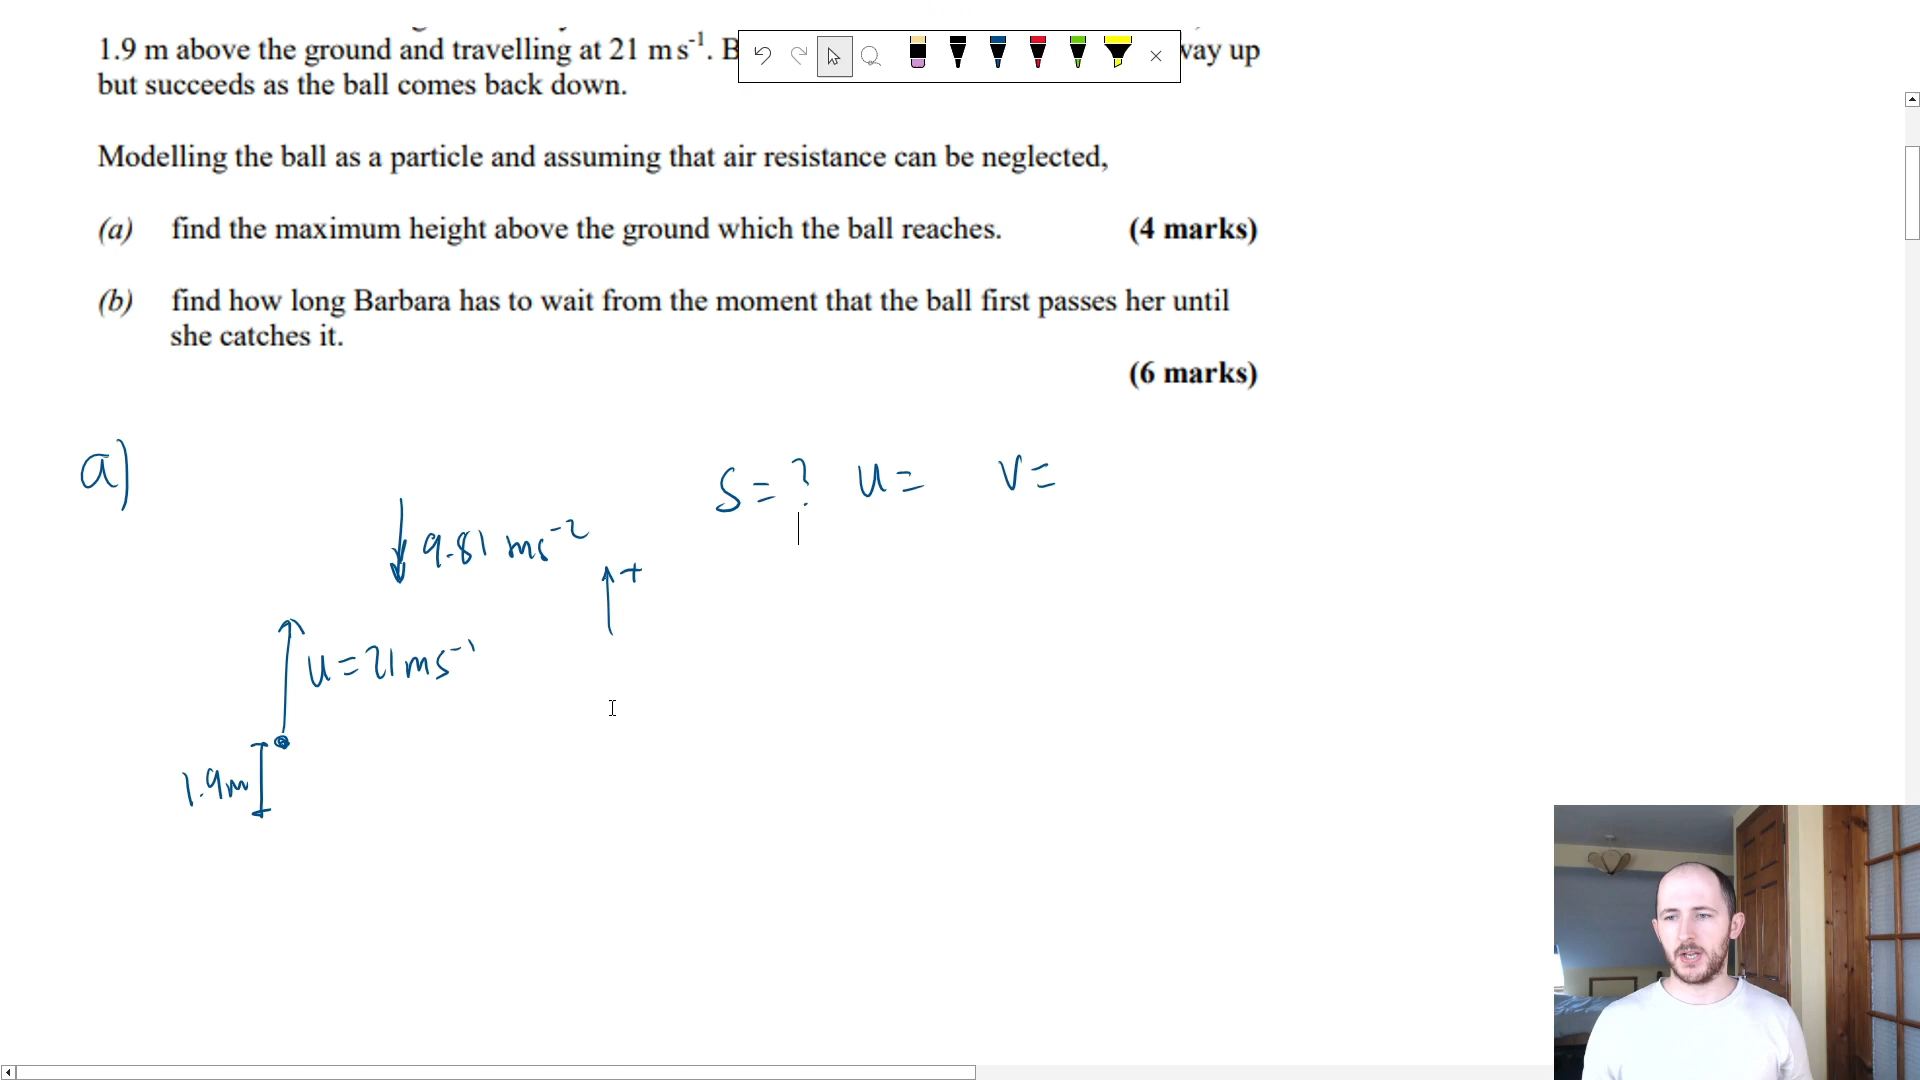 1.9 m above the ground and travelling at 21 m s⁻¹. B way up
but succeeds as the ball comes back down.
Modelling the ball as a particle and assuming that air resistance can be neglected,
(a) find the maximum height above the ground which the ball reaches. (4 marks)
(b) find how long Barbara has to wait from the moment that the ball first passes her until
she catches it.
(6 marks)
a)
S = ? u = v =
9.81 ms⁻²
+
u = 21 ms⁻¹
1.9m